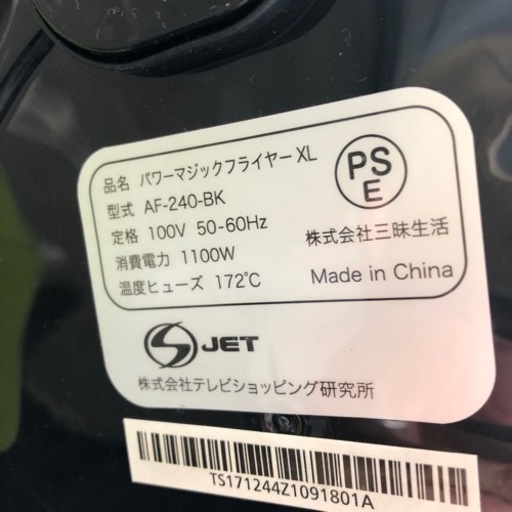 品名 パワーマジックフライヤー XL
型式 AF-240-BK
定格 100V 50-60Hz
消費電力 1100W
温度ヒューズ 172℃
PS
E
株式会社三昧生活
Made in China
S JET
株式会社テレビショッピング研究所
TS171244Z1091801A